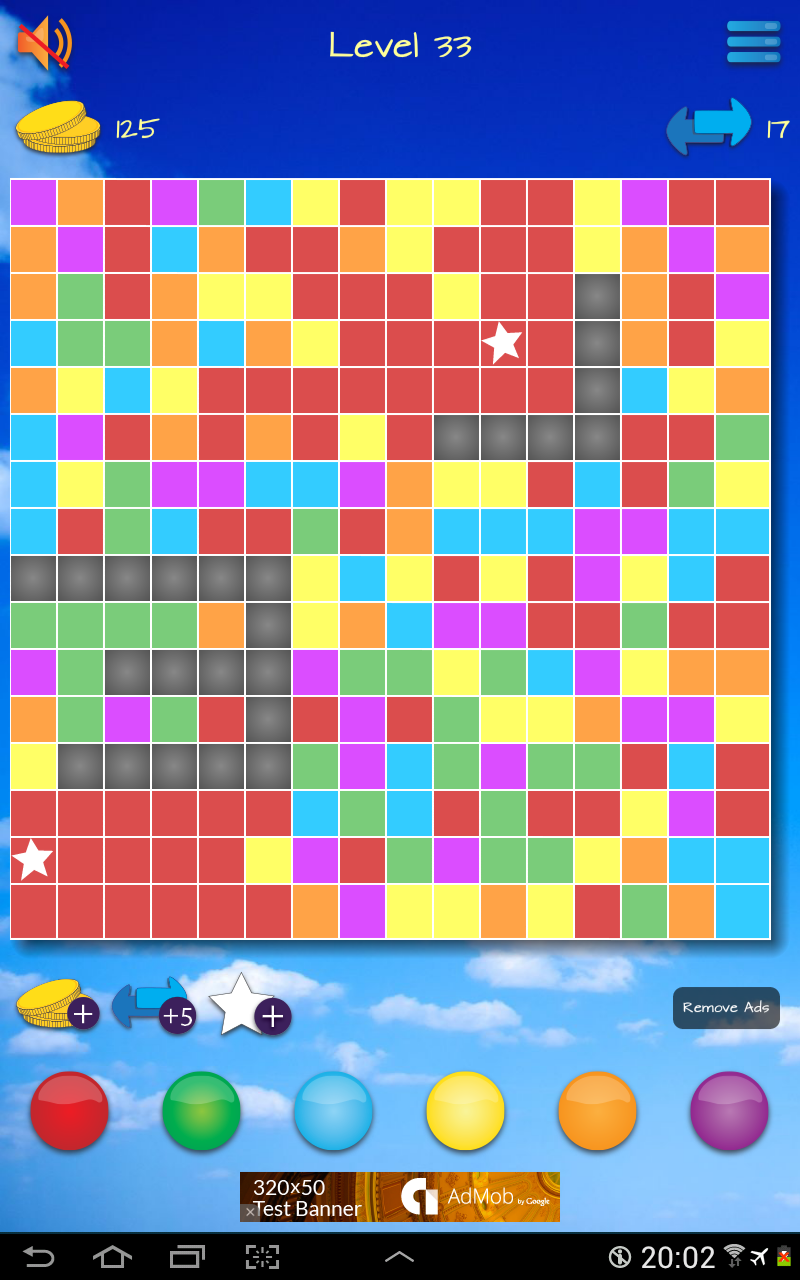 Level 33
125
17
+
+5
+
Remove Ads
320x50
Test Banner
AdMob by Google
20:02